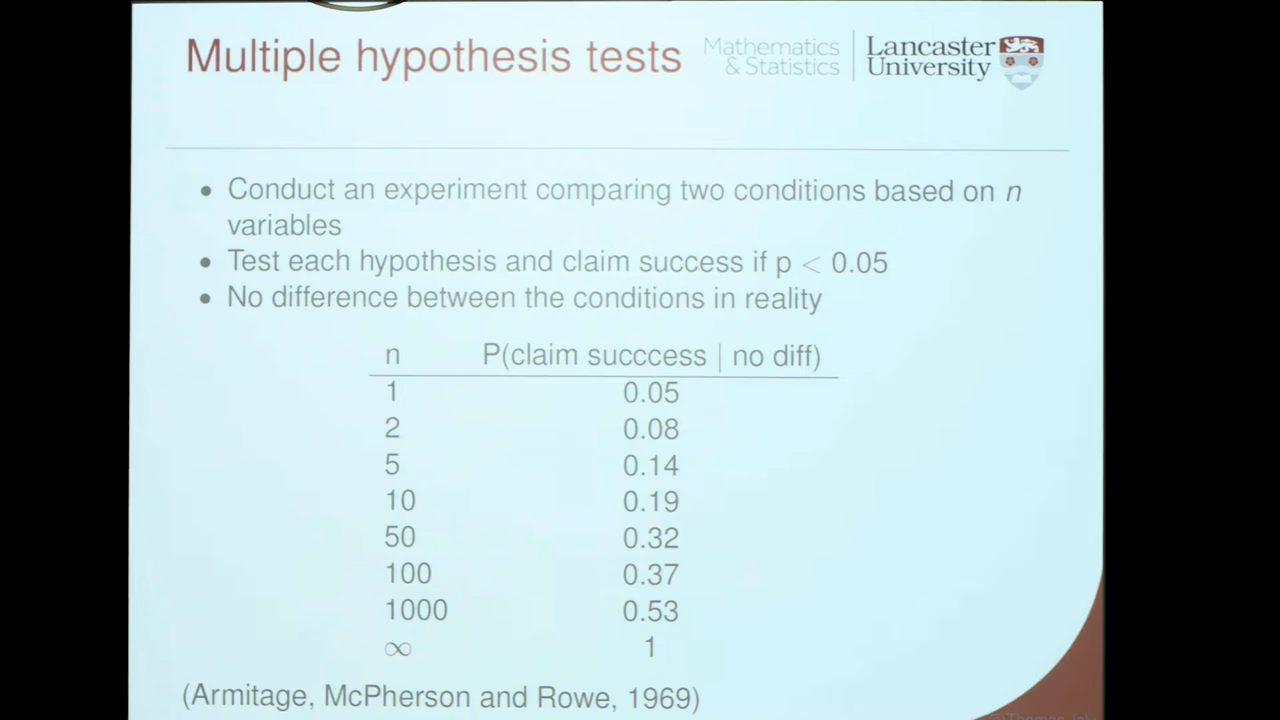 Multiple hypothesis tests
Mathematics
& Statistics
Lancaster
University
• Conduct an experiment comparing two conditions based on n
variables
• Test each hypothesis and claim success if p < 0.05
• No difference between the conditions in reality
n P(claim succcess | no diff)
1 0.05
2 0.08
5 0.14
10 0.19
50 0.32
100 0.37
1000 0.53
∞ 1
(Armitage, McPherson and Rowe, 1969)